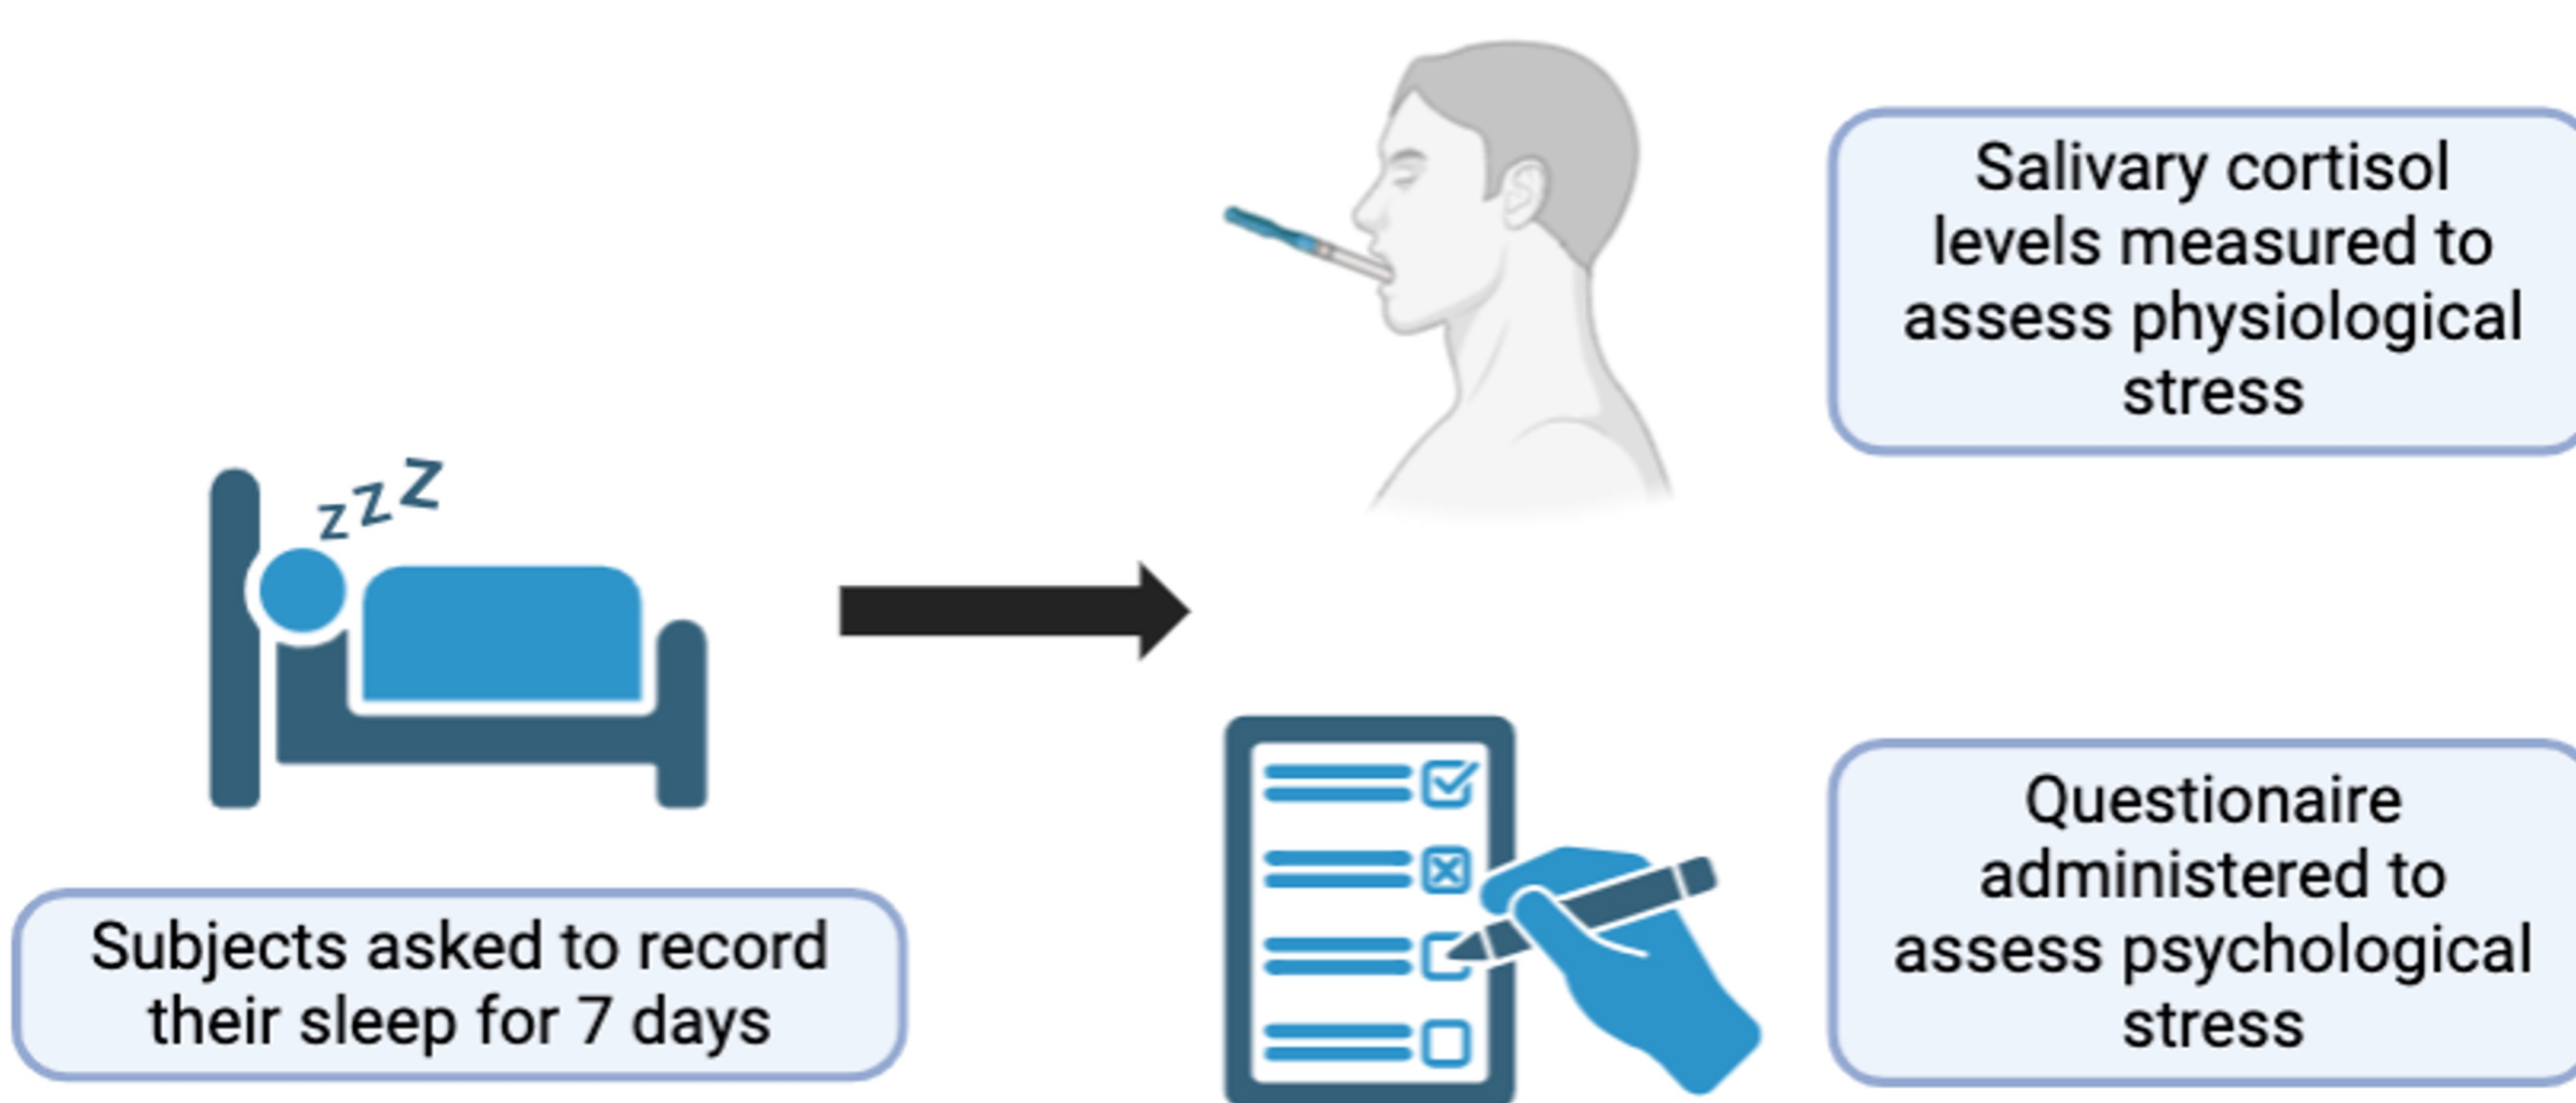 Salivary cortisol
levels measured to
assess physiological
stress
z z Z
Subjects asked to record
their sleep for 7 days
Questionaire
administered to
assess psychological
stress